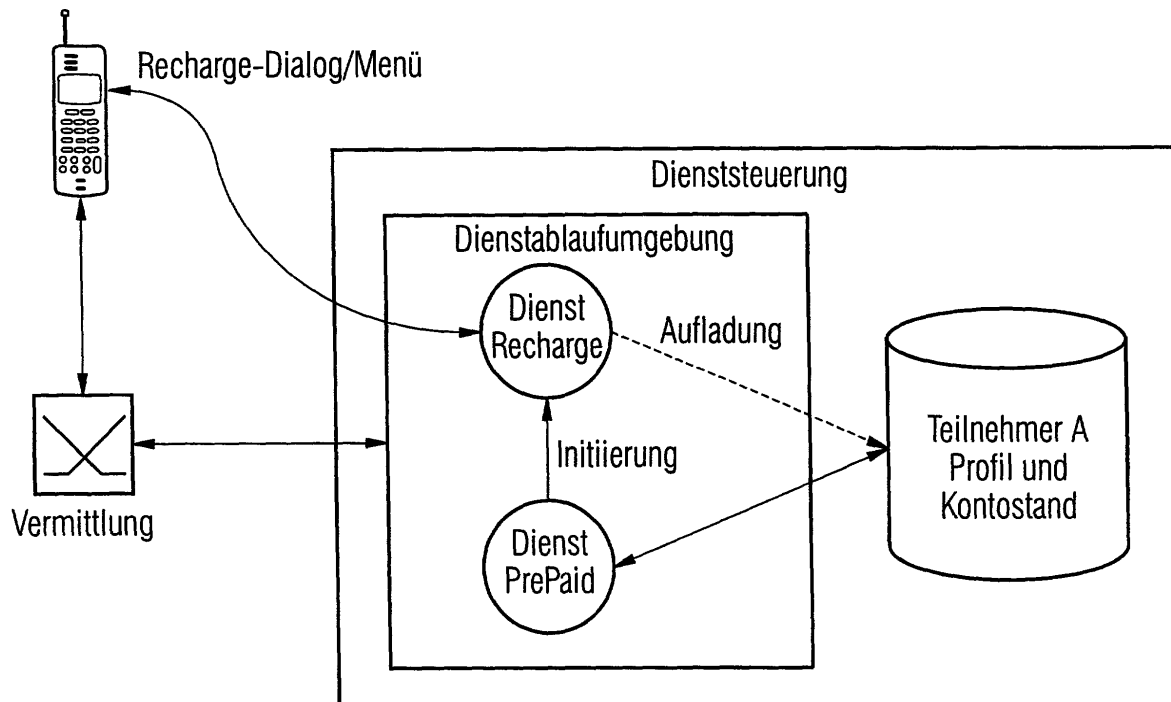 Recharge-Dialog/Menü
Dienststeuerung
Dienstablaufumgebung
Dienst
Recharge
Aufladung
Initiierung
Teilnehmer A
Profil und
Kontostand
Vermittlung
Dienst
PrePaid